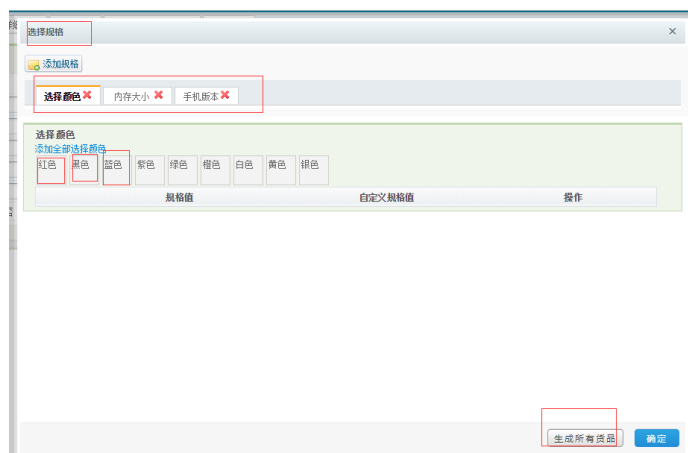 选择规格
添加规格
选择颜色 内存大小 手机版本
选择颜色
添加全部选择颜色
红色 黑色 蓝色 紫色 绿色 橙色 白色 黄色 银色
规格值 自定义规格值 操作
生成所有货品 确定